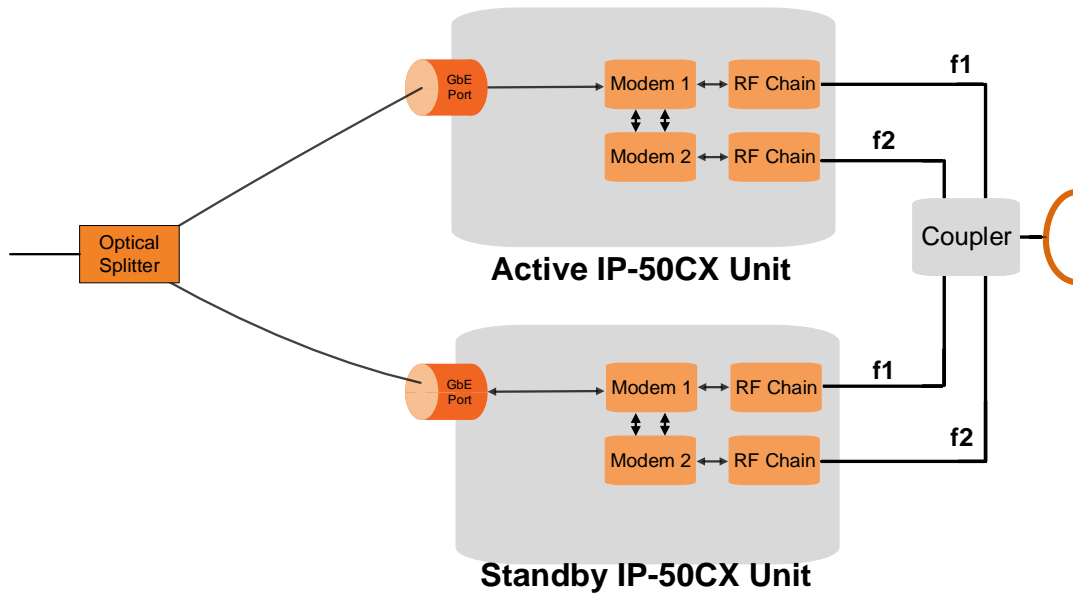 GbE
Port
Modem 1
RF Chain
f1
Modem 2
RF Chain
f2
Optical
Splitter
Coupler
Active IP-50CX Unit
GbE
Port
Modem 1
RF Chain
f1
Modem 2
RF Chain
f2
Standby IP-50CX Unit